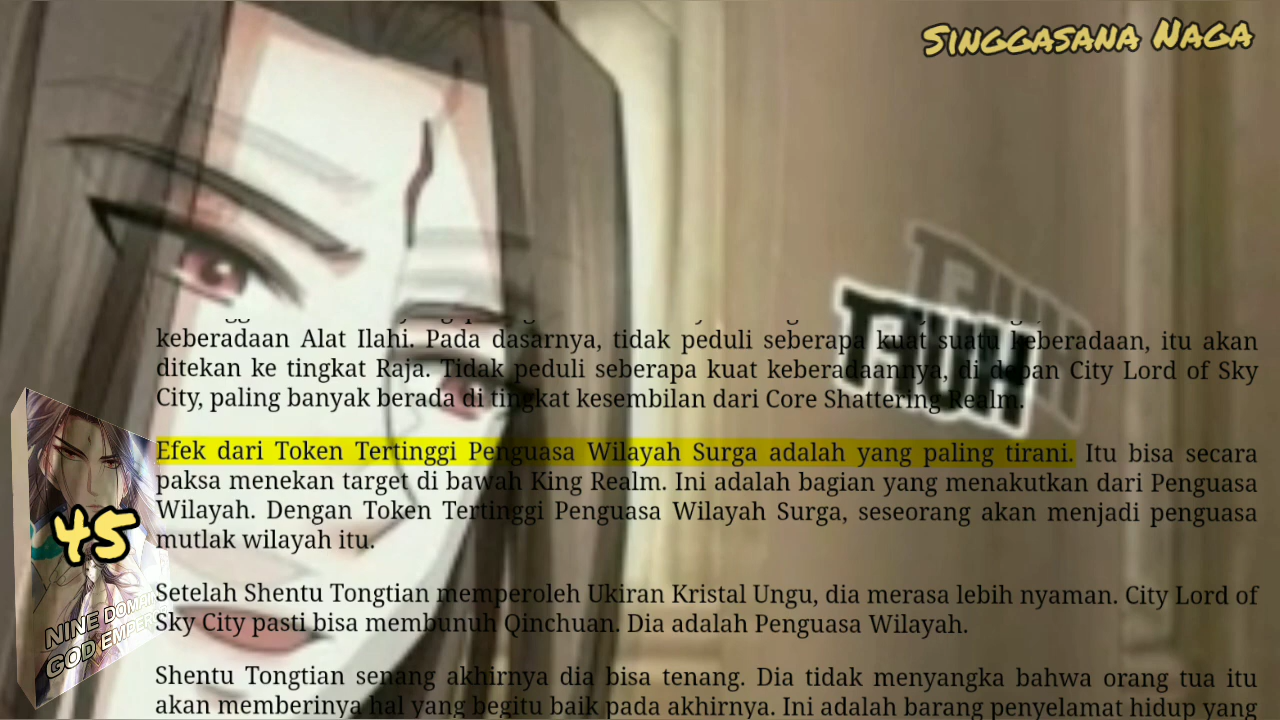 Singgasana Naga
keberadaan Alat Ilahi. Pada dasarnya, tidak peduli seberapa kuat suatu keberadaan, itu akan
ditekan ke tingkat Raja. Tidak peduli seberapa kuat keberadaannya, di depan City Lord of Sky
City, paling banyak berada di tingkat kesembilan dari Core Shattering Realm.
Efek dari Token Tertinggi Penguasa Wilayah Surga adalah yang paling tirani. Itu bisa secara
paksa menekan target di bawah King Realm. Ini adalah bagian yang menakutkan dari Penguasa
Wilayah. Dengan Token Tertinggi Penguasa Wilayah Surga, seseorang akan menjadi penguasa
mutlak wilayah itu.
Setelah Shentu Tongtian memperoleh Ukiran Kristal Ungu, dia merasa lebih nyaman. City Lord of
Sky City pasti bisa membunuh Qinchuan. Dia adalah Penguasa Wilayah.
Shentu Tongtian senang akhirnya dia bisa tenang. Dia tidak menyangka bahwa orang tua itu
akan memberinya hal yang begitu baik pada akhirnya. Ini adalah barang penyelamat hidup yang
45
NINE DOMAIN
GOD EMPER